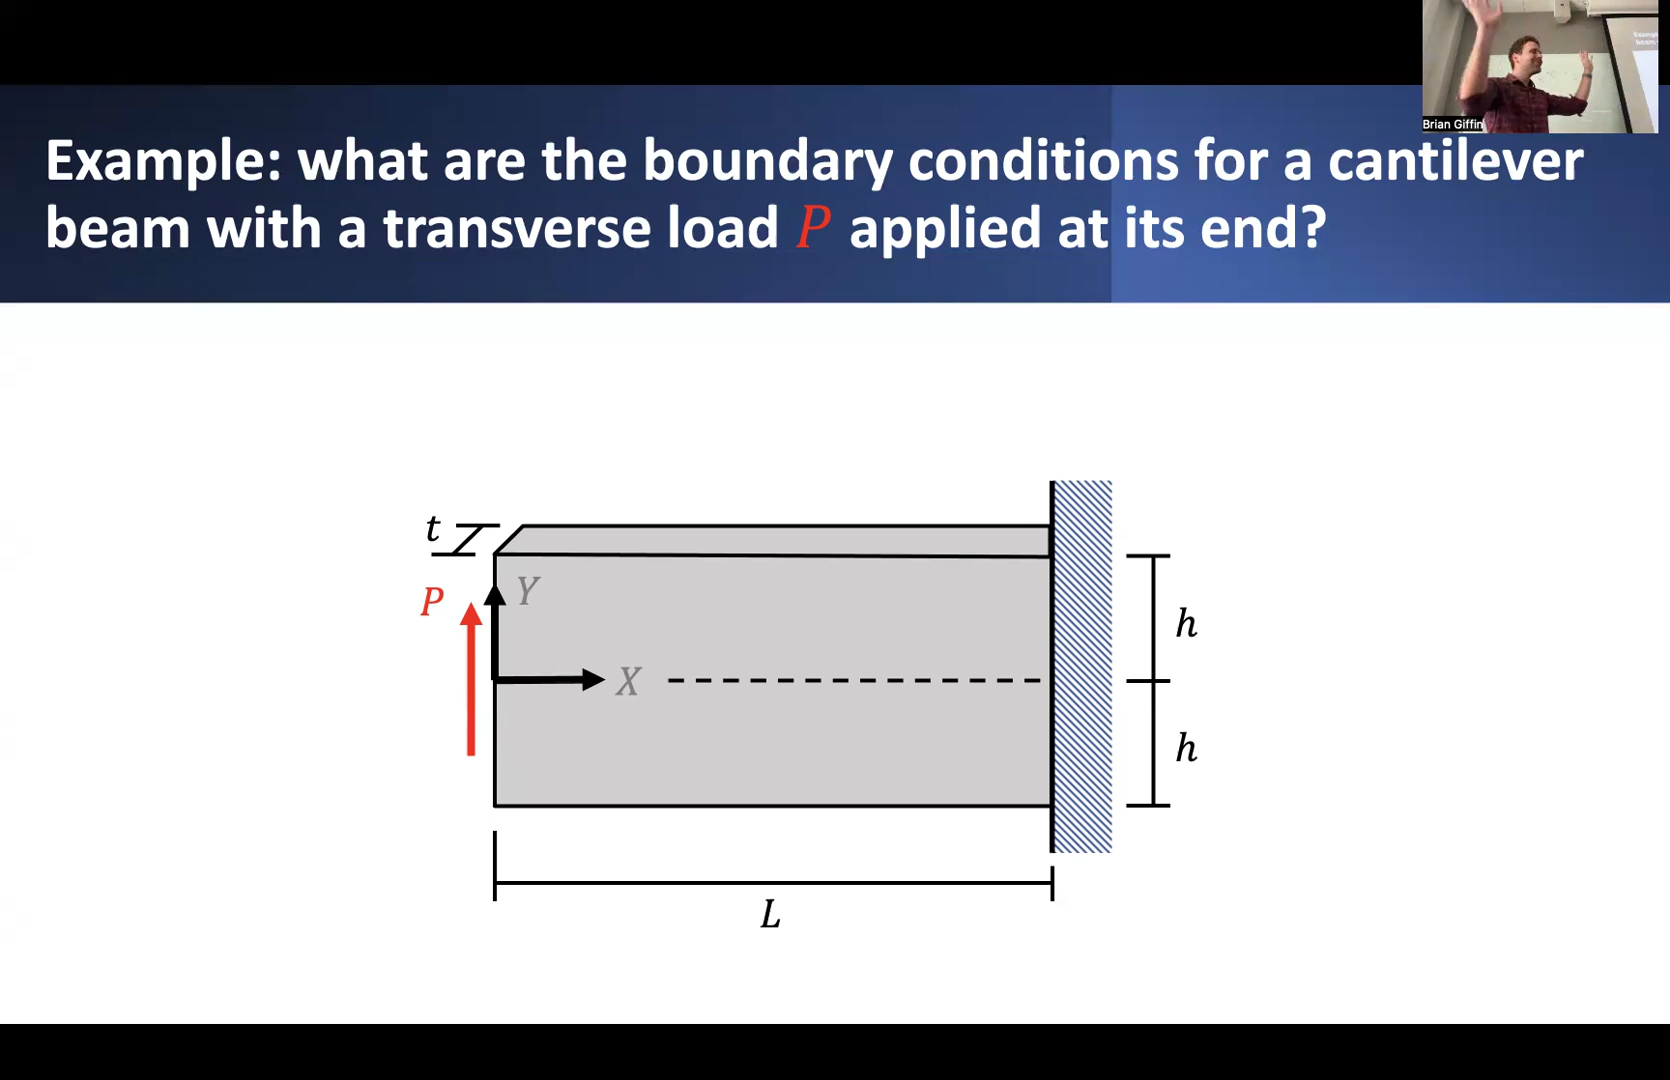 Example: what are the boundary conditions for a cantilever
beam with a transverse load P applied at its end?
Brian Giffin
t
P
Y
X
h
h
L